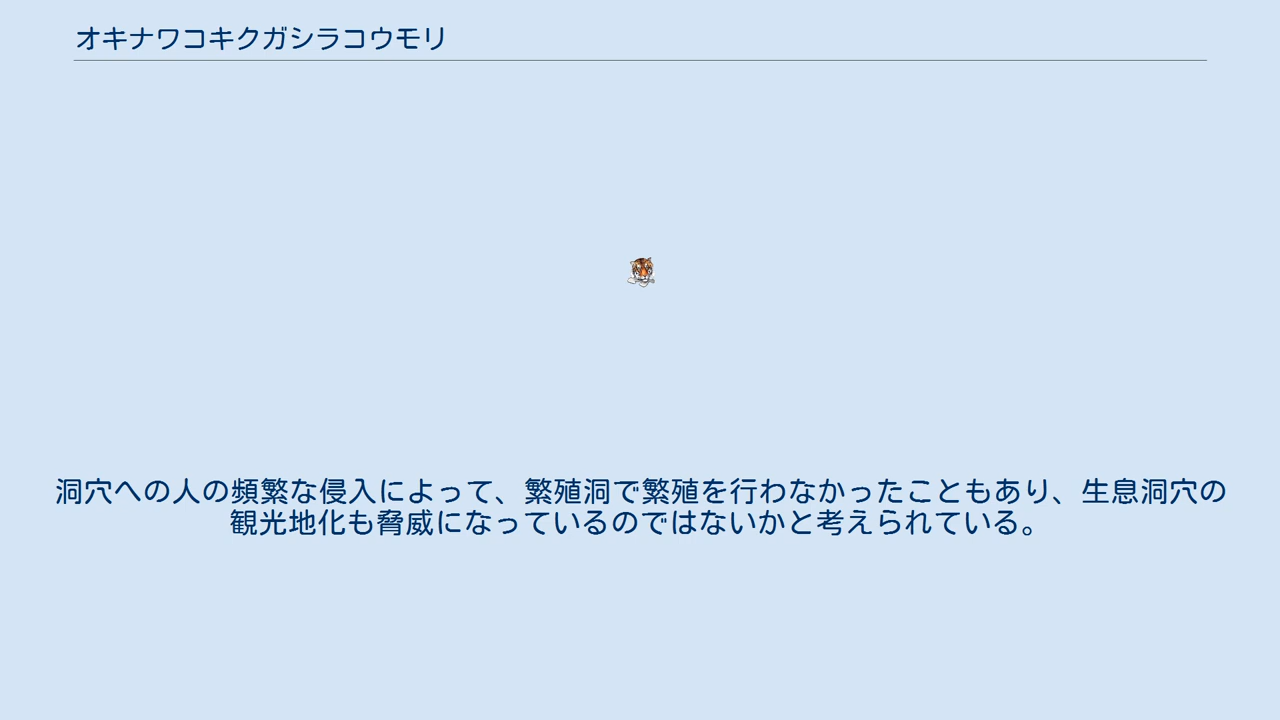 オキナワコキクガシラコウモリ
洞穴への人の頻繁な侵入によって、繁殖洞で繁殖を行わなかったこともあり、生息洞穴の
観光地化も脅威になっているのではないかと考えられている。